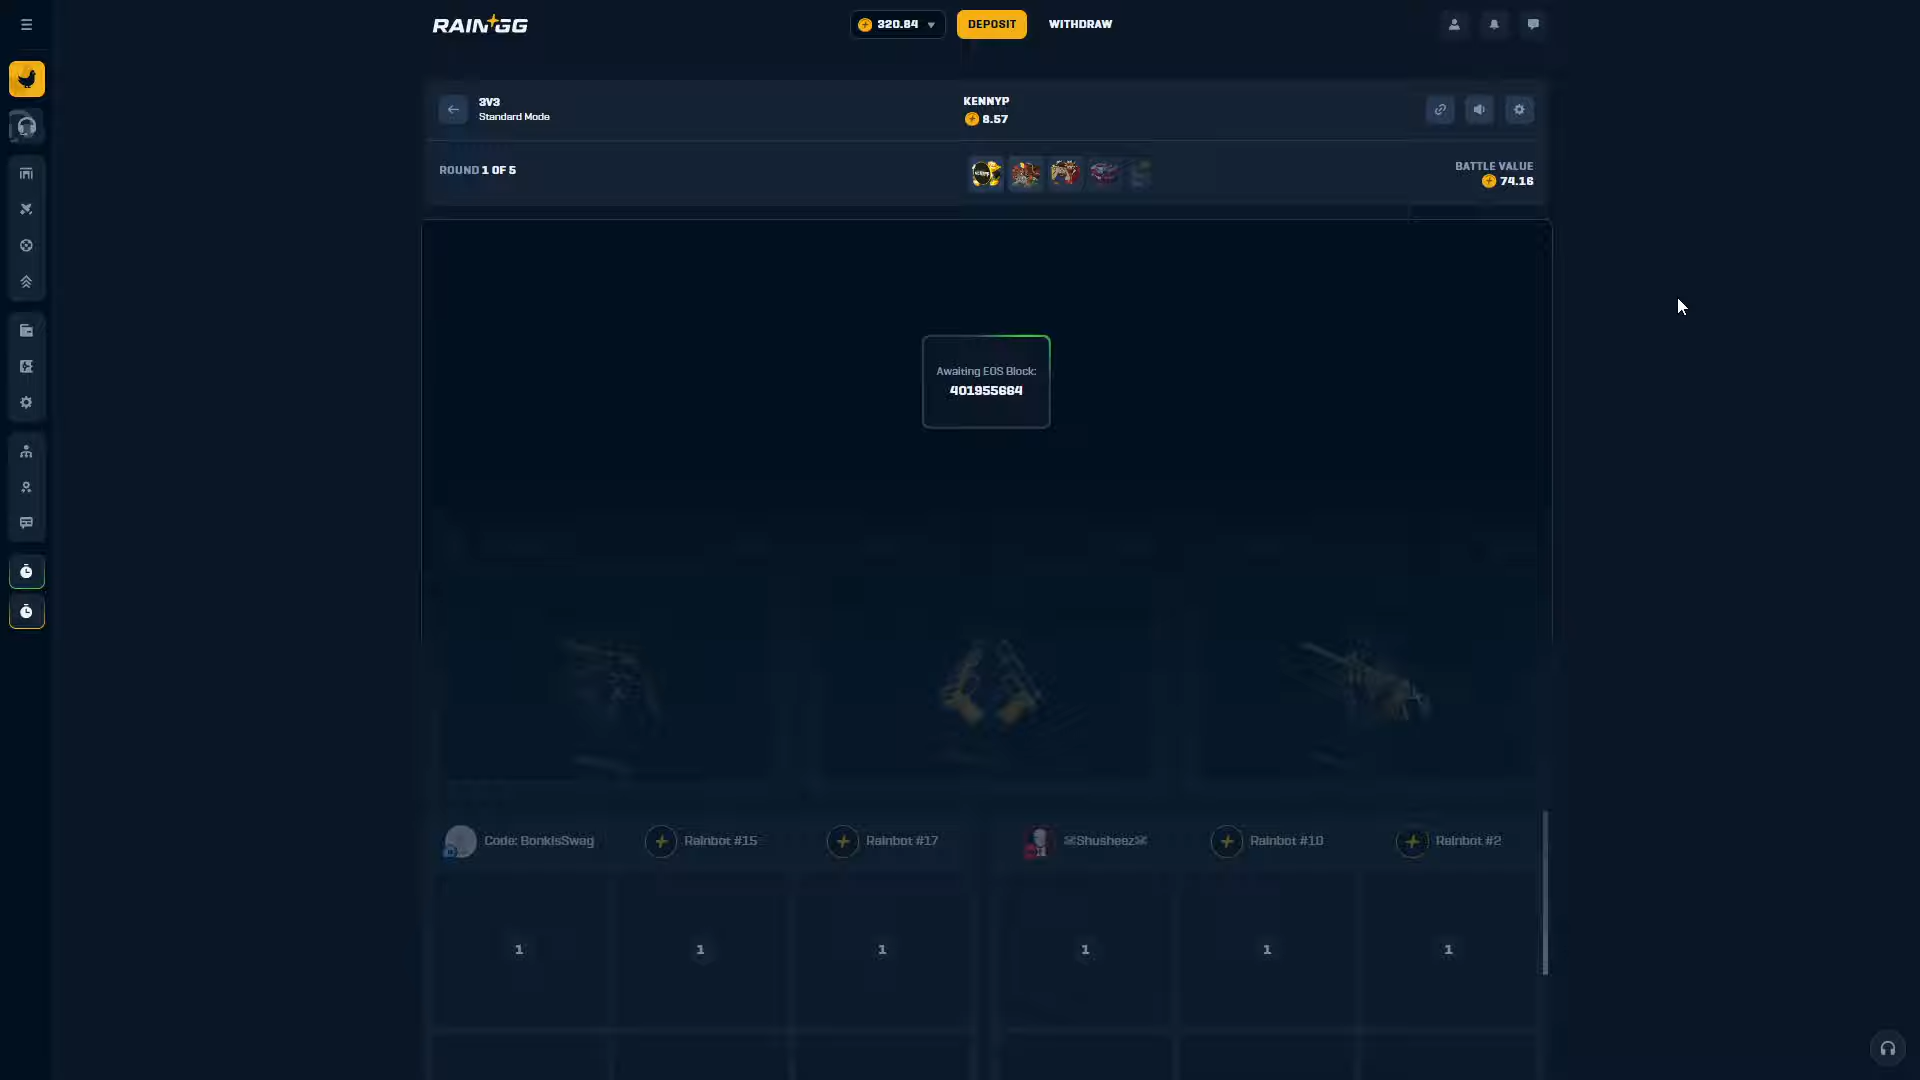 RAIN GG
320.84
DEPOSIT
WITHDRAW
3V3
Standard Mode
KENNYP
8.57
ROUND 1 OF 5
BATTLE VALUE
74.16
Awaiting EOS Block:
401955664
Code: BonkisSwag
Rainbot #15
Rainbot #17
Shusheez
Rainbot #10
Rainbot #2
1
1
1
1
1
1